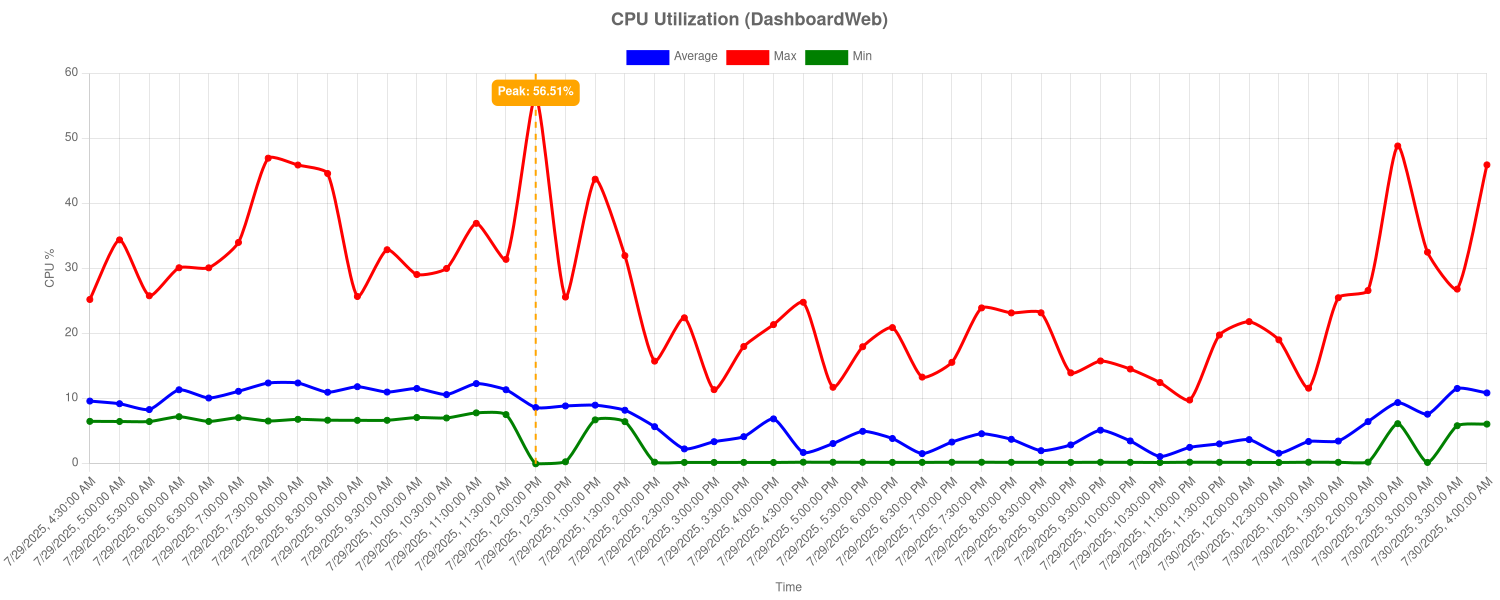 CPU Utilization (DashboardWeb)
Average Max Min
60
Peak: 56.51%
50
40
30
20
10
0
CPU %
7/29/2025, 4:30:00 AM
7/29/2025, 5:00:00 AM
7/29/2025, 5:30:00 AM
7/29/2025, 6:00:00 AM
7/29/2025, 6:30:00 AM
7/29/2025, 7:00:00 AM
7/29/2025, 7:30:00 AM
7/29/2025, 8:00:00 AM
7/29/2025, 8:30:00 AM
7/29/2025, 9:00:00 AM
7/29/2025, 9:30:00 AM
7/29/2025, 10:00:00 AM
7/29/2025, 10:30:00 AM
7/29/2025, 11:00:00 AM
7/29/2025, 11:30:00 AM
7/29/2025, 12:00:00 PM
7/29/2025, 12:30:00 PM
7/29/2025, 1:00:00 PM
7/29/2025, 1:30:00 PM
7/29/2025, 2:00:00 PM
7/29/2025, 2:30:00 PM
7/29/2025, 3:00:00 PM
7/29/2025, 3:30:00 PM
7/29/2025, 4:00:00 PM
7/29/2025, 4:30:00 PM
7/29/2025, 5:00:00 PM
7/29/2025, 5:30:00 PM
7/29/2025, 6:00:00 PM
7/29/2025, 6:30:00 PM
7/29/2025, 7:00:00 PM
7/29/2025, 7:30:00 PM
7/29/2025, 8:00:00 PM
7/29/2025, 8:30:00 PM
7/29/2025, 9:00:00 PM
7/29/2025, 9:30:00 PM
7/29/2025, 10:00:00 PM
7/29/2025, 10:30:00 PM
7/29/2025, 11:00:00 PM
7/29/2025, 11:30:00 PM
7/30/2025, 12:00:00 AM
7/30/2025, 12:30:00 AM
7/30/2025, 1:00:00 AM
7/30/2025, 1:30:00 AM
7/30/2025, 2:00:00 AM
7/30/2025, 2:30:00 AM
7/30/2025, 3:00:00 AM
7/30/2025, 3:30:00 AM
7/30/2025, 4:00:00 AM
Time